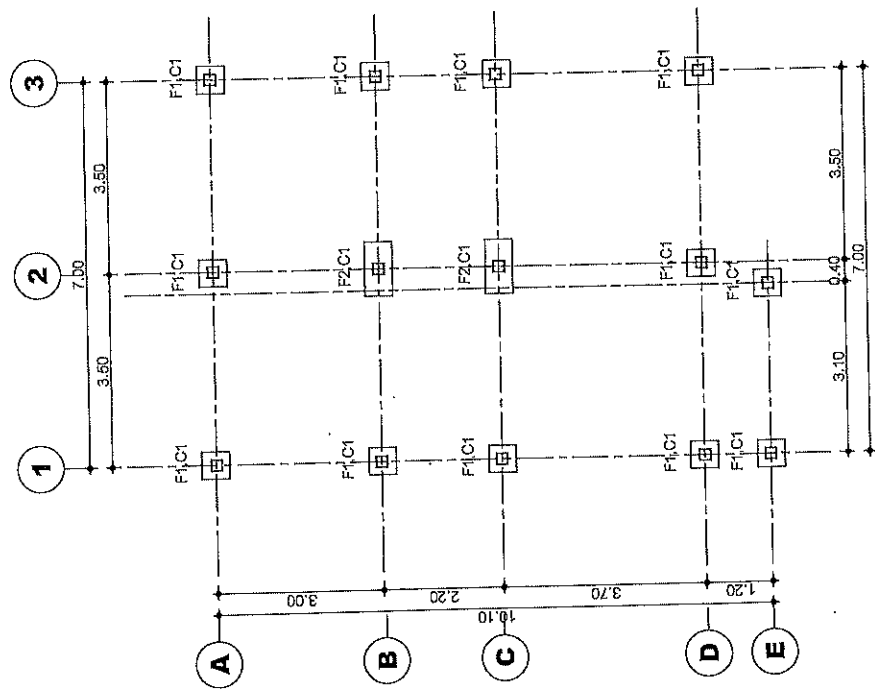 3
2
1
7.00
3.50
3.50
F1,C1
F1,C1
F1,C1
F1,C1
F1,C1
F2,C1
F2,C1
F1,C1
F1,C1
F1,C1
F1,C1
F1,C1
F1,C1
F1,C1
3.50
0.40
3.10
7.00
3.00
2.20
3.70
1.20
10.10
A
B
C
D
E